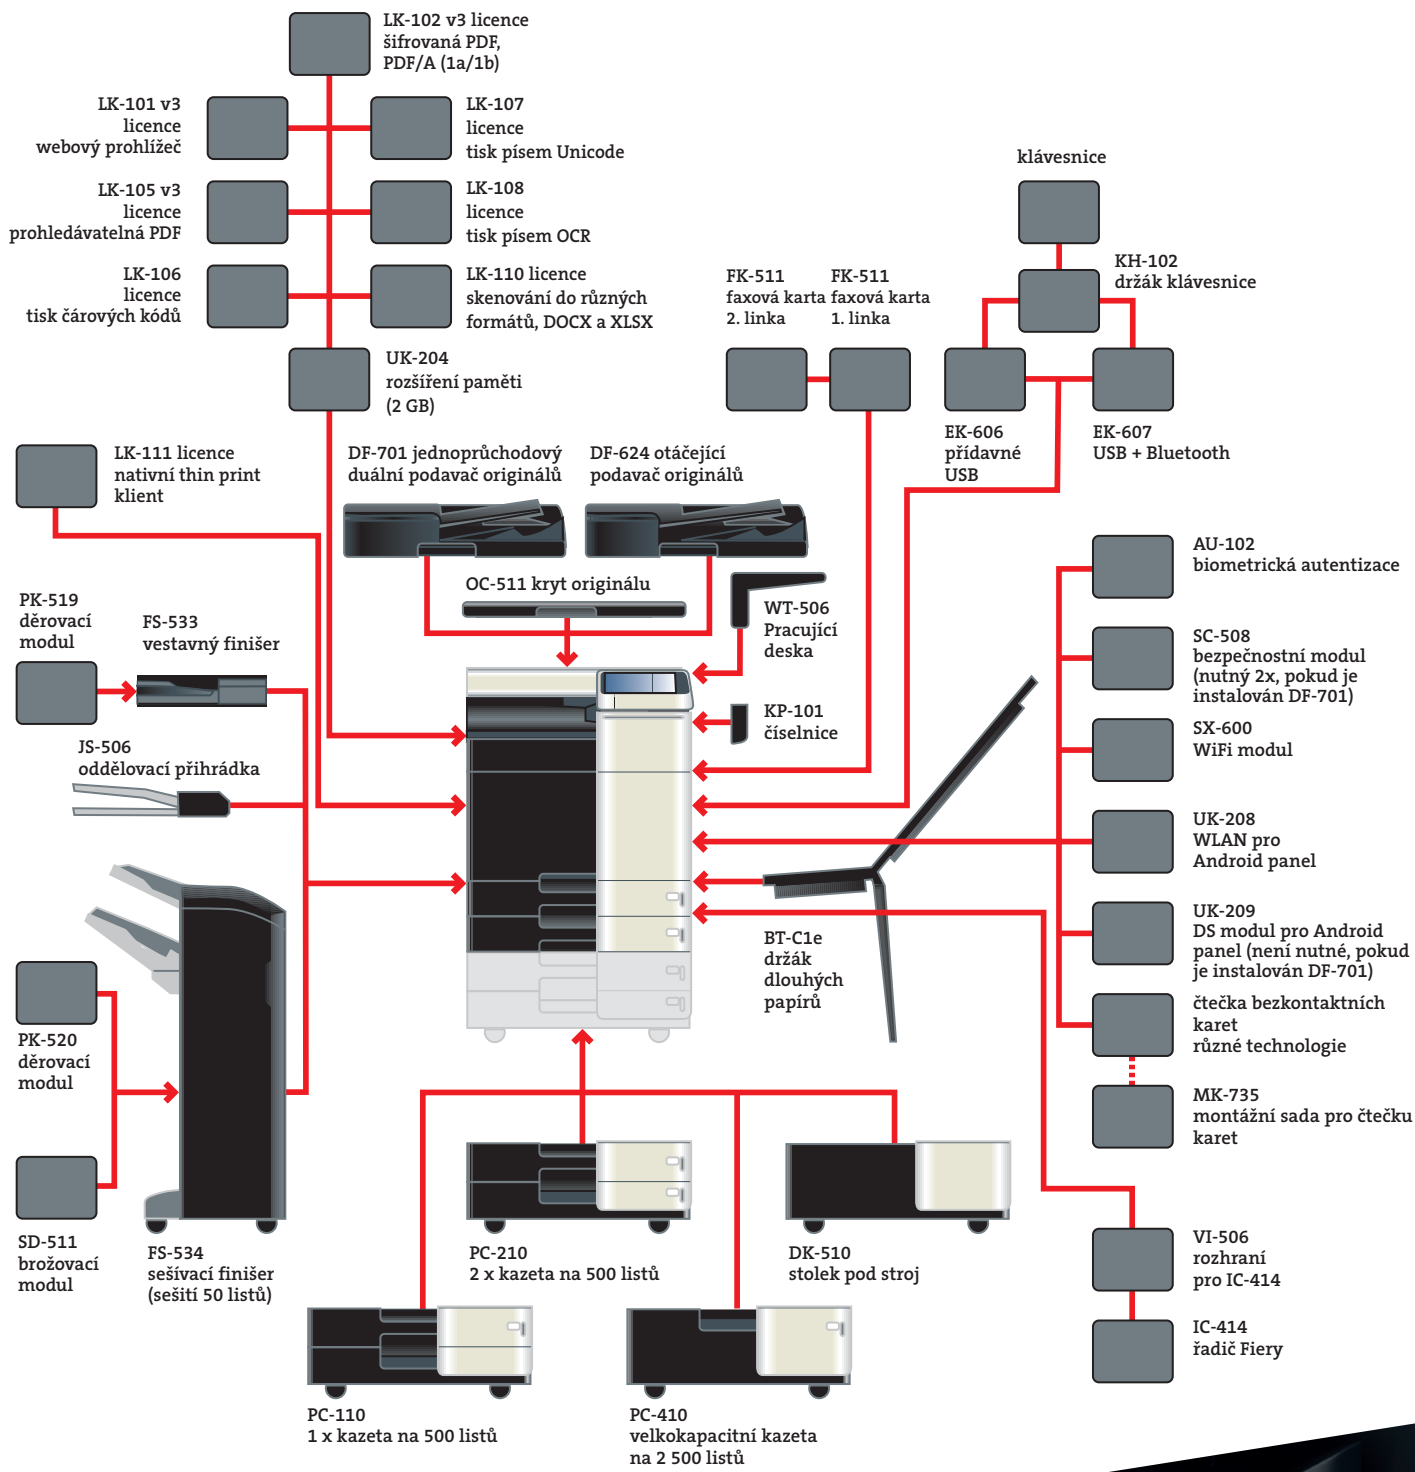 LK-102 v3 licence
šifrovaná PDF,
PDF/A (1a/1b)
LK-101 v3
licence
webový prohlížeč
LK-107
licence
tisk písem Unicode
LK-105 v3
licence
prohledávatelná PDF
LK-108
licence
tisk písem OCR
LK-106
licence
tisk čárových kódů
LK-110 licence
skenování do různých
formátů, DOCX a XLSX
UK-204
rozšíření paměti
(2 GB)
FK-511
faxová karta
2. linka
FK-511
faxová karta
1. linka
klávesnice
KH-102
držák klávesnice
EK-606
přídavné
USB
EK-607
USB + Bluetooth
LK-111 licence
nativní thin print
klient
DF-701 jednoprůchodový
duální podavač originálů
DF-624 otáčející
podavač originálů
OC-511 kryt originálu
WT-506
Pracující
deska
KP-101
číselnice
PK-519
děrovací
modul
FS-533
vestavný finišer
JS-506
oddělovací přihrádka
AU-102
biometrická autentizace
SC-508
bezpečnostní modul
(nutný 2x, pokud je
instalován DF-701)
SX-600
WiFi modul
UK-208
WLAN pro
Android panel
UK-209
DS modul pro Android
panel (není nutné, pokud
je instalován DF-701)
čtečka bezkontaktních
karet
různé technologie
MK-735
montážní sada pro čtečku
karet
BT-C1e
držák
dlouhých
papírů
PK-520
děrovací
modul
SD-511
brožovací
modul
FS-534
sešívací finišer
(sešití 50 listů)
PC-210
2 x kazeta na 500 listů
DK-510
stolek pod stroj
VI-506
rozhraní
pro IC-414
IC-414
řadič Fiery
PC-110
1 x kazeta na 500 listů
PC-410
velkokapacitní kazeta
na 2 500 listů